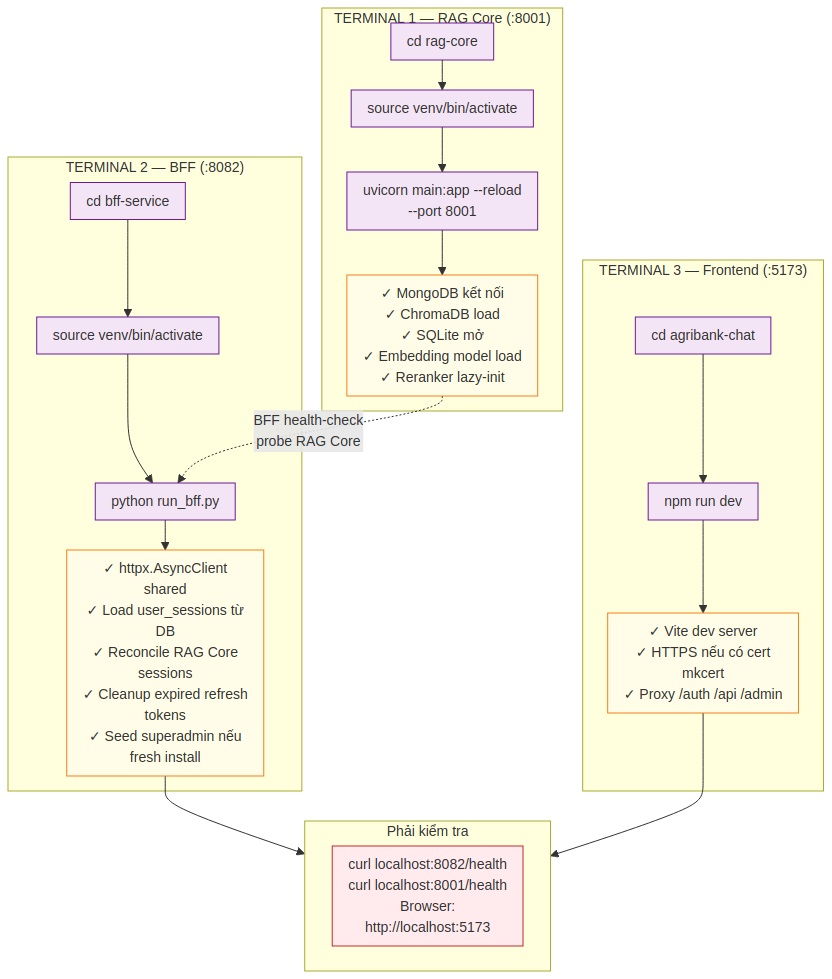 TERMINAL 1 — RAG Core (:8001)
cd rag-core
source venv/bin/activate
uvicorn main:app --reload
--port 8001
✓ MongoDB kết nối
✓ ChromaDB load
✓ SQLite mở
✓ Embedding model load
✓ Reranker lazy-init
BFF health-check
probe RAG Core
TERMINAL 2 — BFF (:8082)
cd bff-service
source venv/bin/activate
python run_bff.py
✓ httpx.AsyncClient
shared
✓ Load user_sessions từ
DB
✓ Reconcile RAG Core
sessions
✓ Cleanup expired refresh
tokens
✓ Seed superadmin nếu
fresh install
TERMINAL 3 — Frontend (:5173)
cd agribank-chat
npm run dev
✓ Vite dev server
✓ HTTPS nếu có cert
mkcert
✓ Proxy /auth /api /admin
Phải kiểm tra
curl localhost:8082/health
curl localhost:8001/health
Browser:
http://localhost:5173